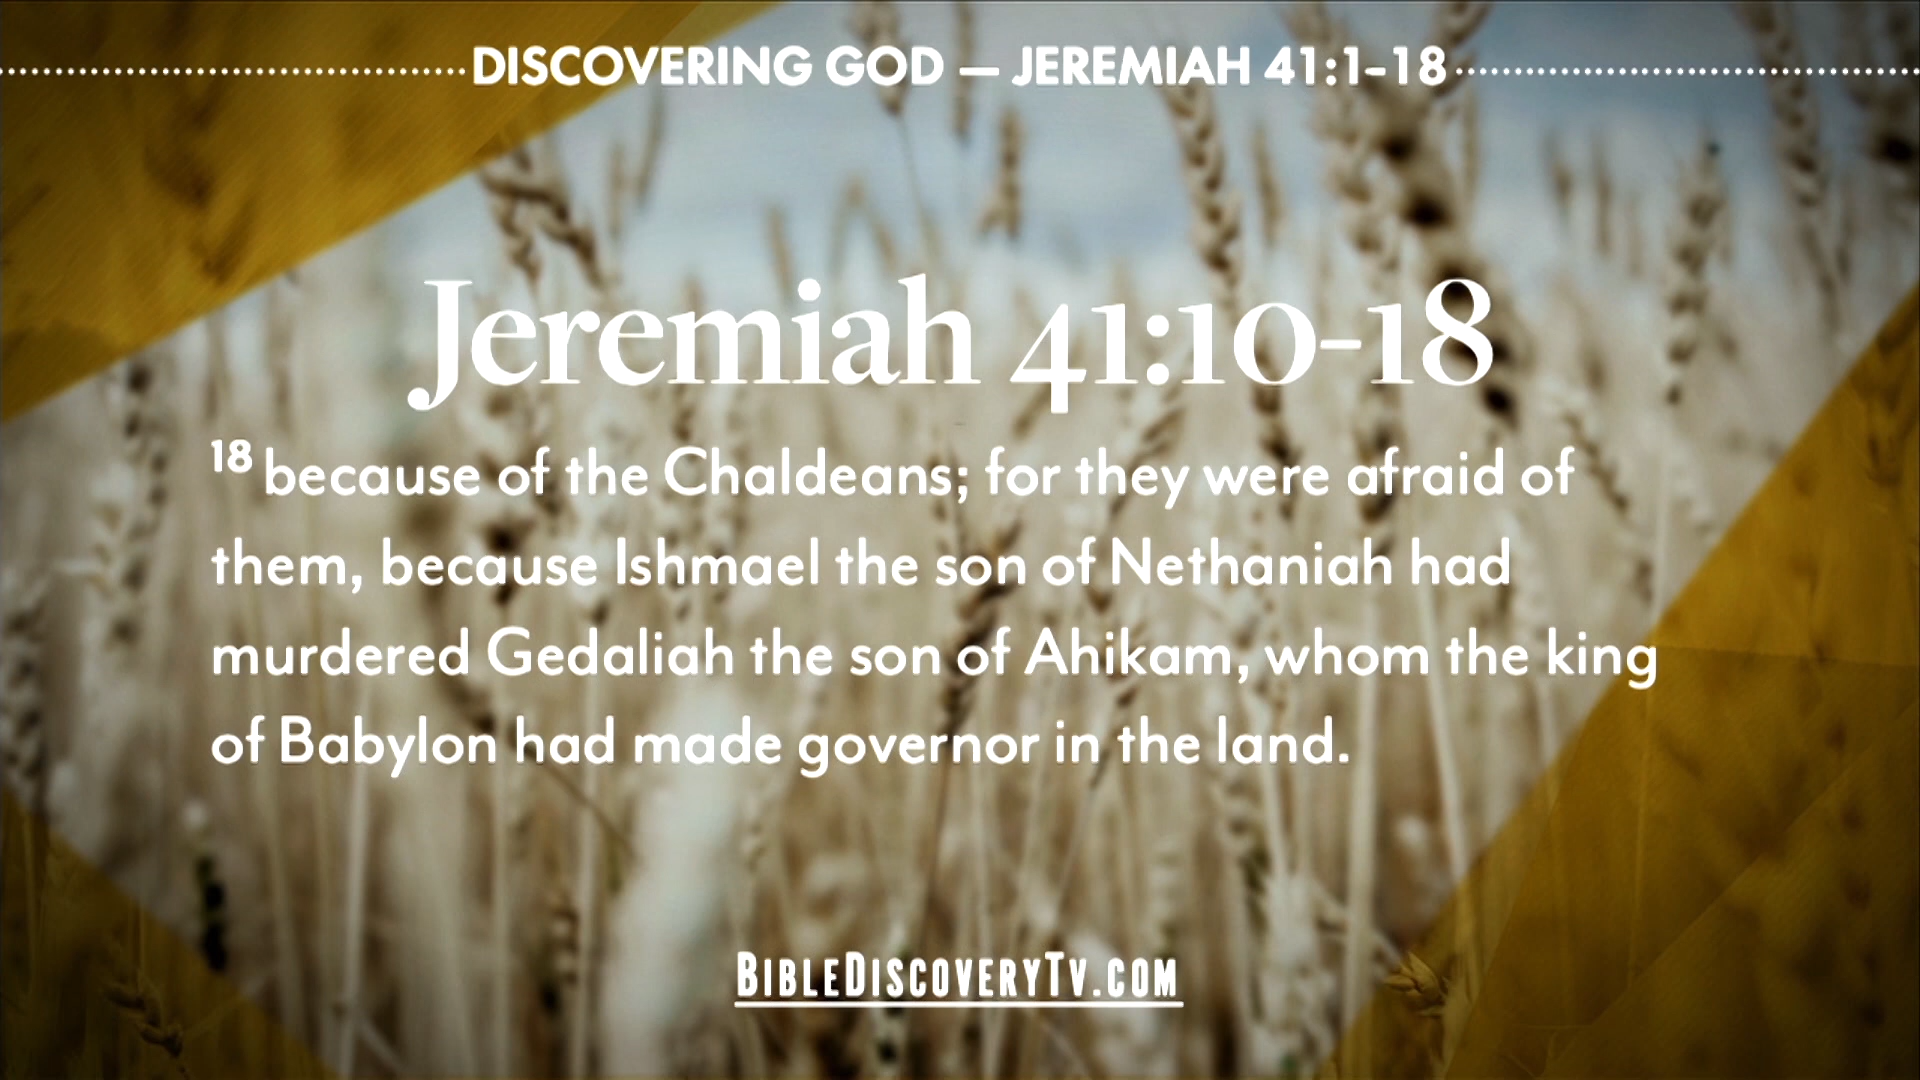 DISCOVERING GOD — JEREMIAH 41:1-18
Jeremiah 41:10-18
18 because of the Chaldeans; for they were afraid of
them, because Ishmael the son of Nethaniah had
murdered Gedaliah the son of Ahikam, whom the king
of Babylon had made governor in the land.
BIBLEDISCOVERYTV.COM